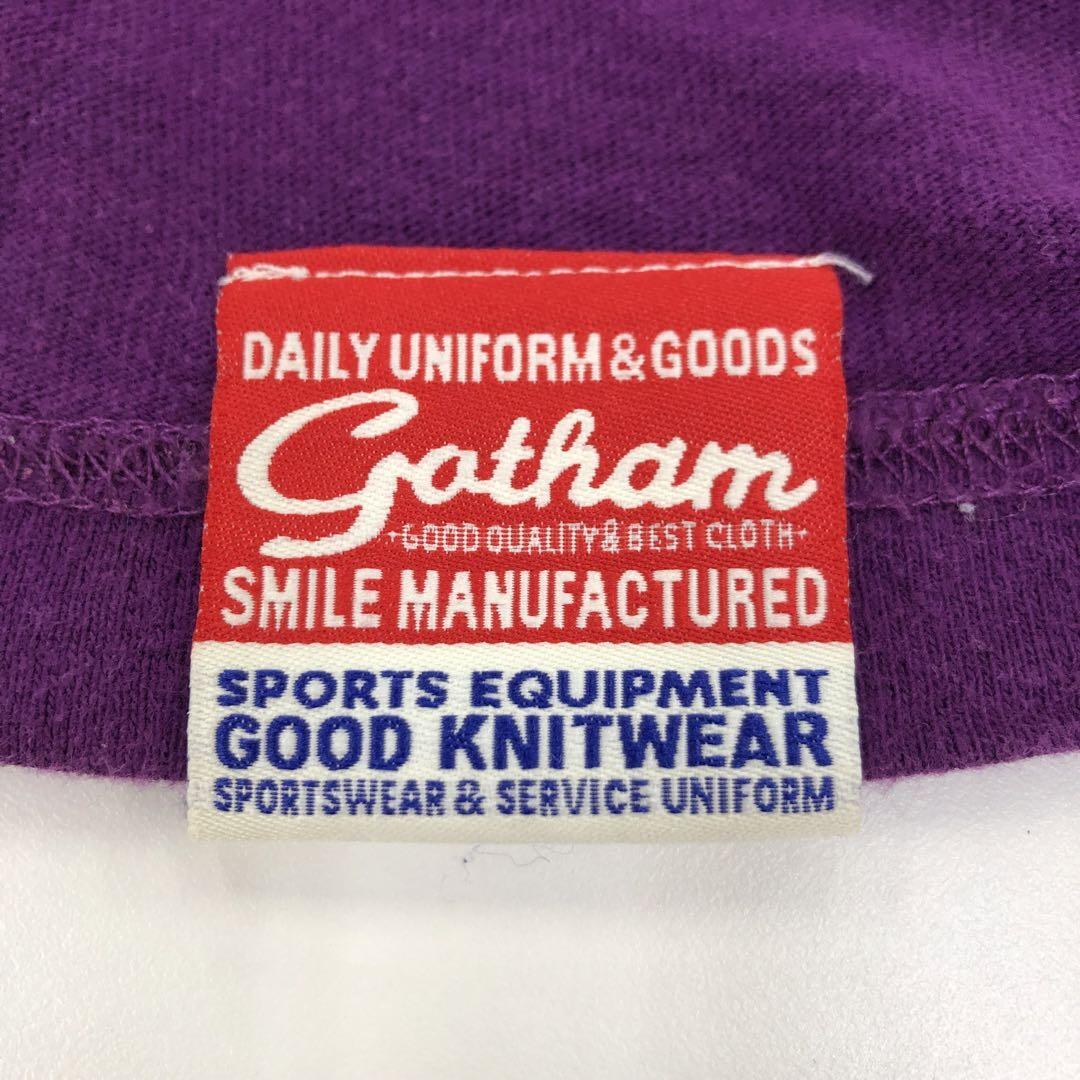 DAILY UNIFORM & GOODS
Gotham
·GOOD QUALITY & BEST CLOTH·
SMILE MANUFACTURED
SPORTS EQUIPMENT
GOOD KNITWEAR
SPORTSWEAR & SERVICE UNIFORM